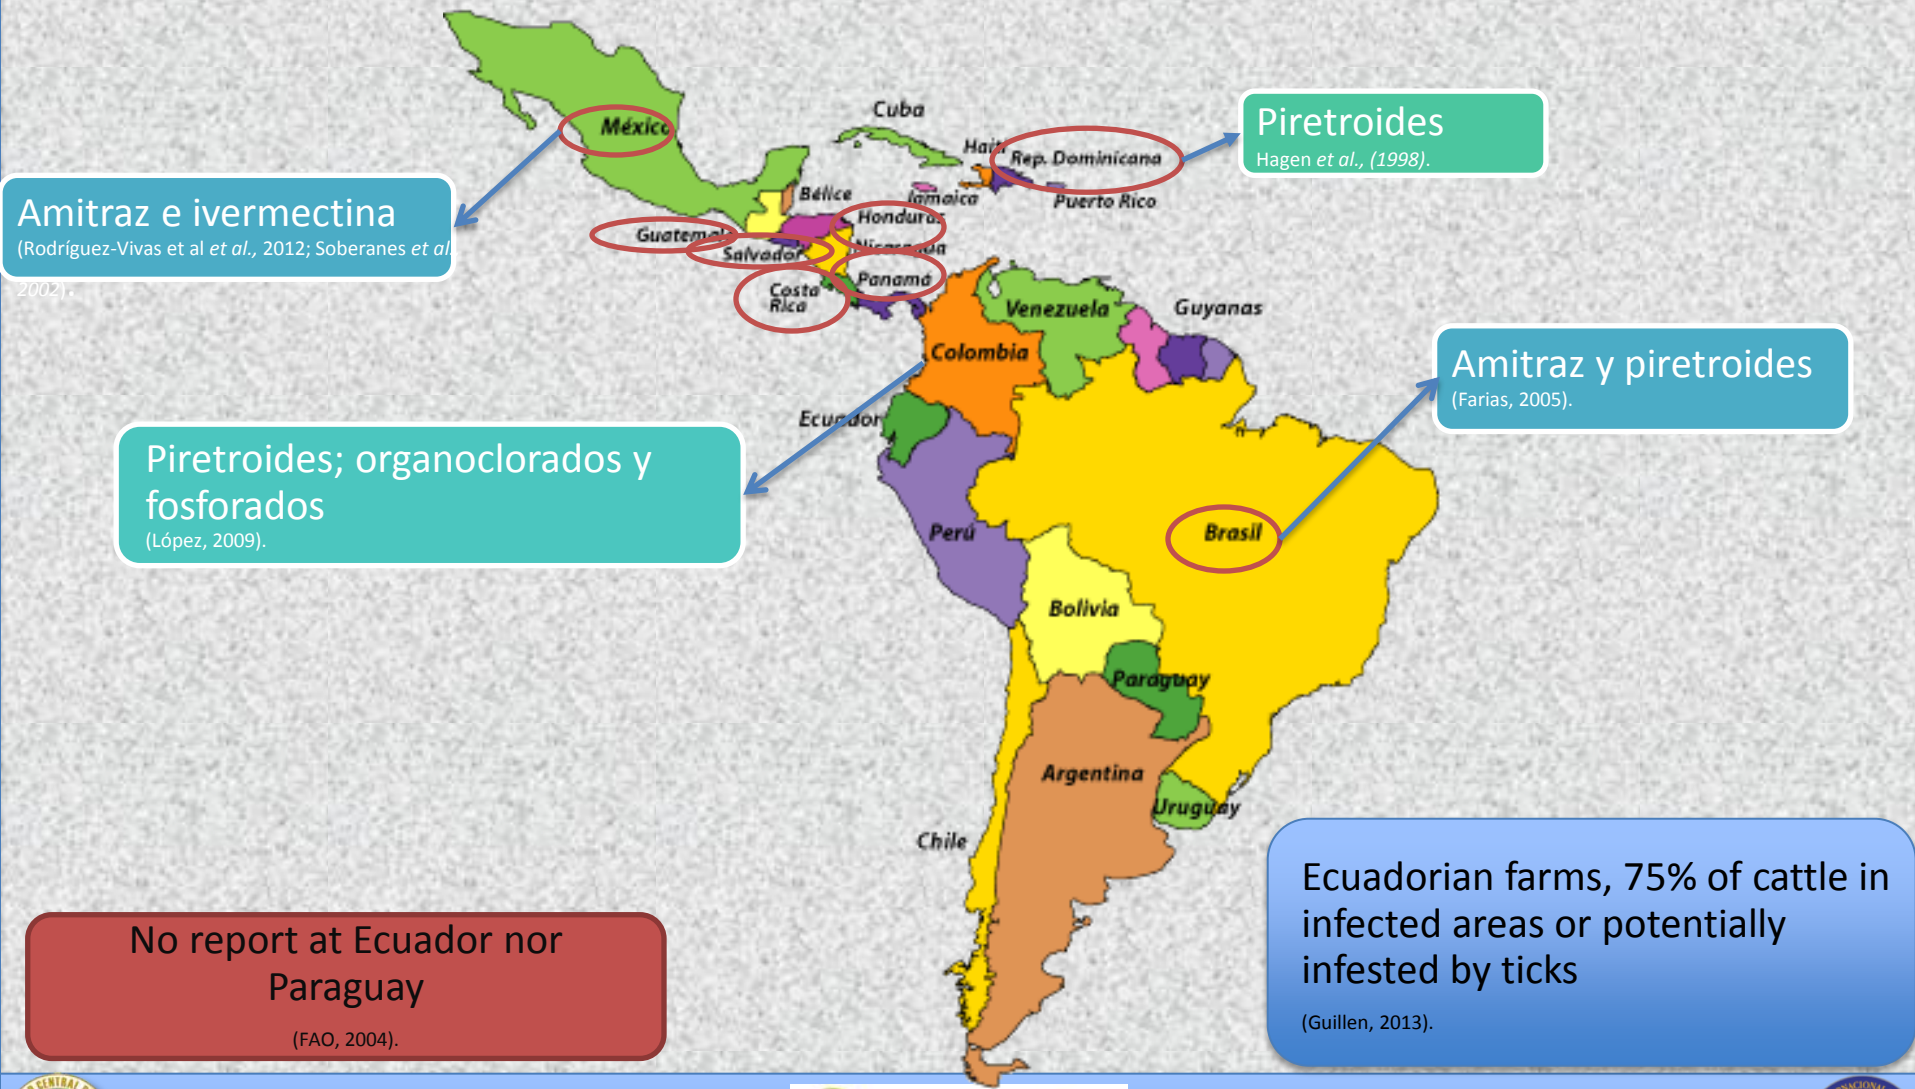 México
Cuba
Haití
Rep. Dominicana
Jamaica
Puerto Rico
Bélice
Honduras
Guatemala
Nicaragua
Salvador
Panamá
Costa
Rica
Venezuela
Guyanas
Colombia
Ecuador
Perú
Brasil
Bolivia
Paraguay
Argentina
Uruguay
Chile
Piretroides
Hagen et al., (1998).
Amitraz e ivermectina
(Rodríguez-Vivas et al et al., 2012; Soberanes et al.
2002).
Amitraz y piretroides
(Farias, 2005).
Piretroides; organoclorados y
fosforados
(López, 2009).
No report at Ecuador nor
Paraguay
(FAO, 2004).
Ecuadorian farms, 75% of cattle in
infected areas or potentially
infested by ticks
(Guillen, 2013).
CENTRAL